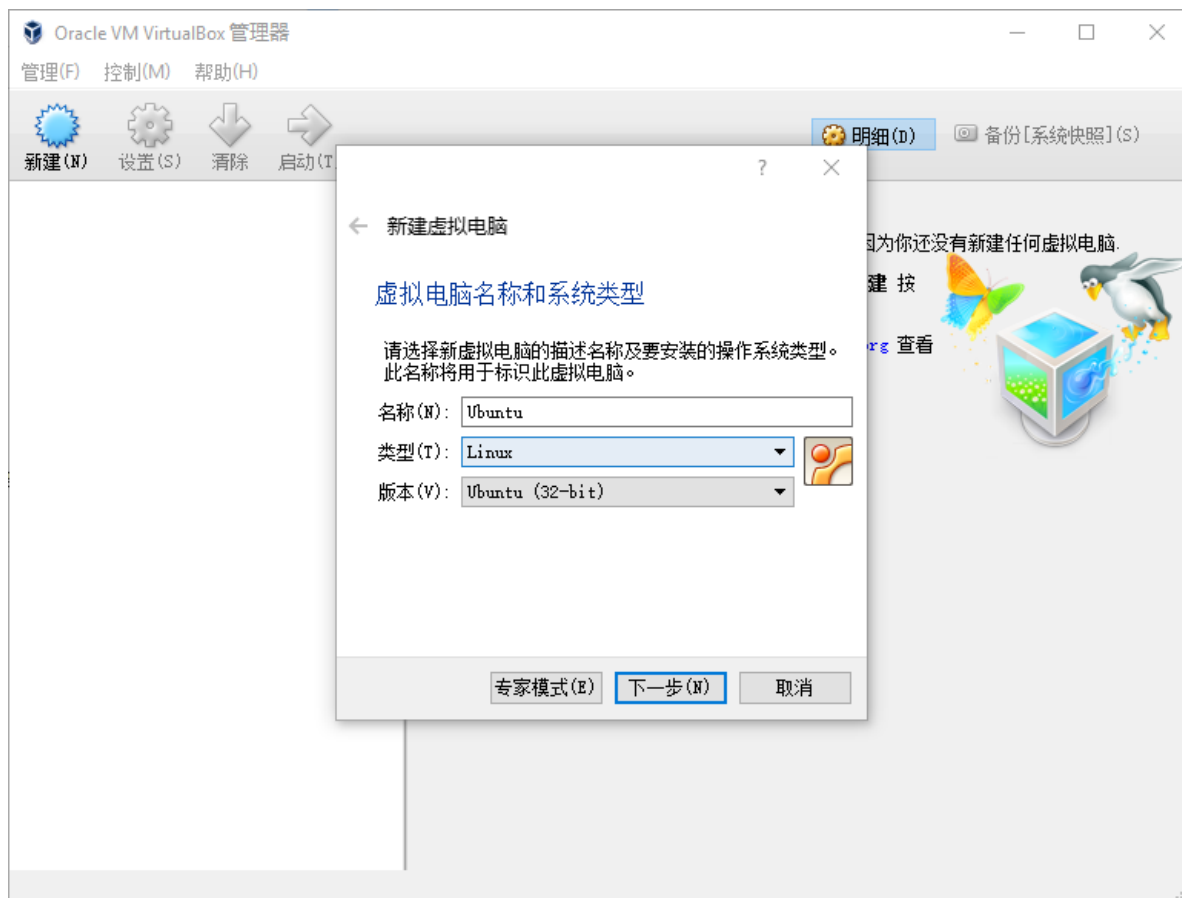 Oracle VM VirtualBox 管理器
管理(F) 控制(M) 帮助(H)
新建(N) 设置(S) 清除 启动(T
明细(D) 备份[系统快照](S)
?
新建虚拟电脑
因为你还没有新建任何虚拟电脑.
建 按
虚拟电脑名称和系统类型
rg 查看
请选择新虚拟电脑的描述名称及要安装的操作系统类型。
此名称将用于标识此虚拟电脑。
名称(N): Ubuntu
类型(T): Linux
版本(V): Ubuntu (32-bit)
专家模式(E) 下一步(N) 取消